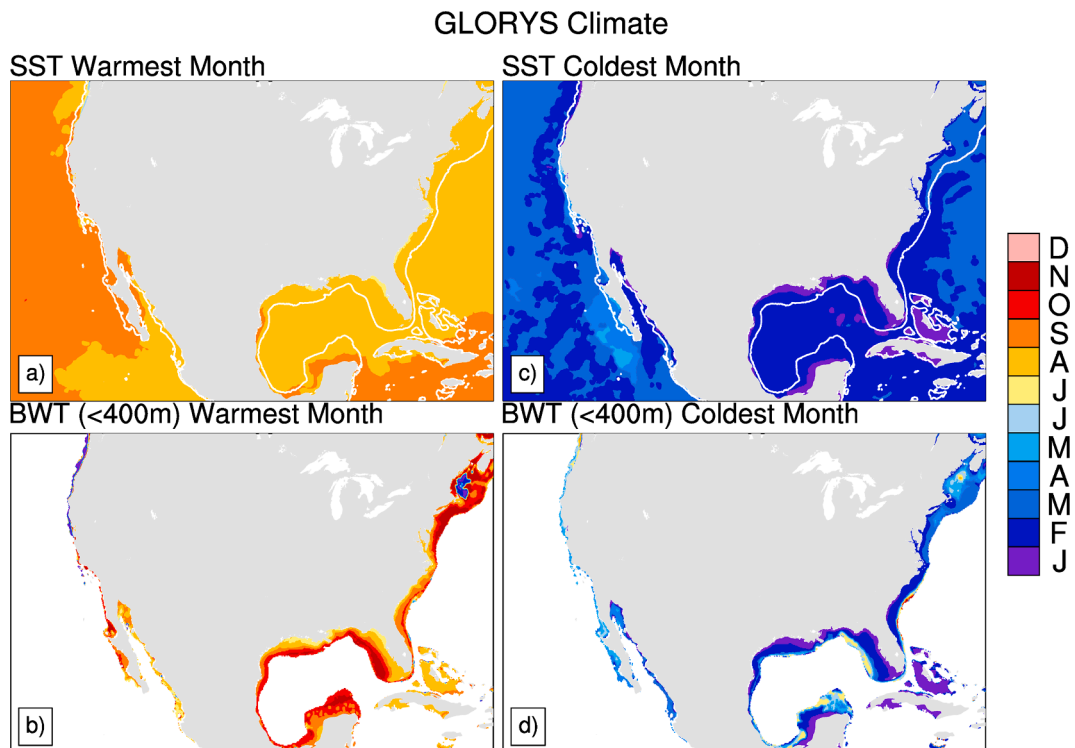 GLORYS Climate
SST Warmest Month
SST Coldest Month
a)
c)
BWT (<400m) Warmest Month
BWT (<400m) Coldest Month
b)
d)
D
N
O
S
A
J
J
M
A
M
F
J